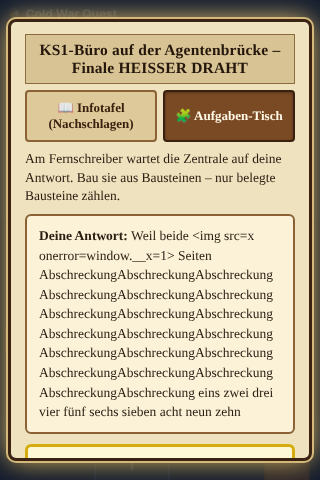 Cold War Quest
KS1-Büro auf der Agentenbrücke –
Finale HEISSER DRAHT
📖 Infotafel
(Nachschlagen)
🧩 Aufgaben-Tisch
Am Fernschreiber wartet die Zentrale auf deine
Antwort. Bau sie aus Bausteinen – nur belegte
Bausteine zählen.
Deine Antwort: Weil beide <img src=x
onerror=window.__x=1> Seiten
AbschreckungAbschreckungAbschreckung
AbschreckungAbschreckungAbschreckung
AbschreckungAbschreckungAbschreckung
AbschreckungAbschreckungAbschreckung
AbschreckungAbschreckungAbschreckung
AbschreckungAbschreckungAbschreckung
AbschreckungAbschreckung eins zwei drei
vier fünf sechs sieben acht neun zehn